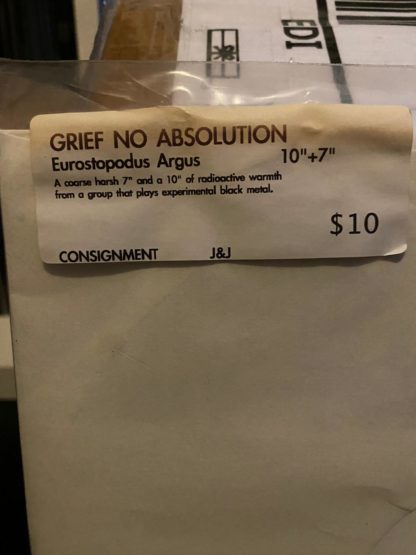 EDI
GRIEF NO ABSOLUTION
Eurostopodus Argus 10"+7"
A coarse harsh 7" and a 10" of radioactive warmth
from a group that plays experimental black metal.
$10
CONSIGNMENT J&J